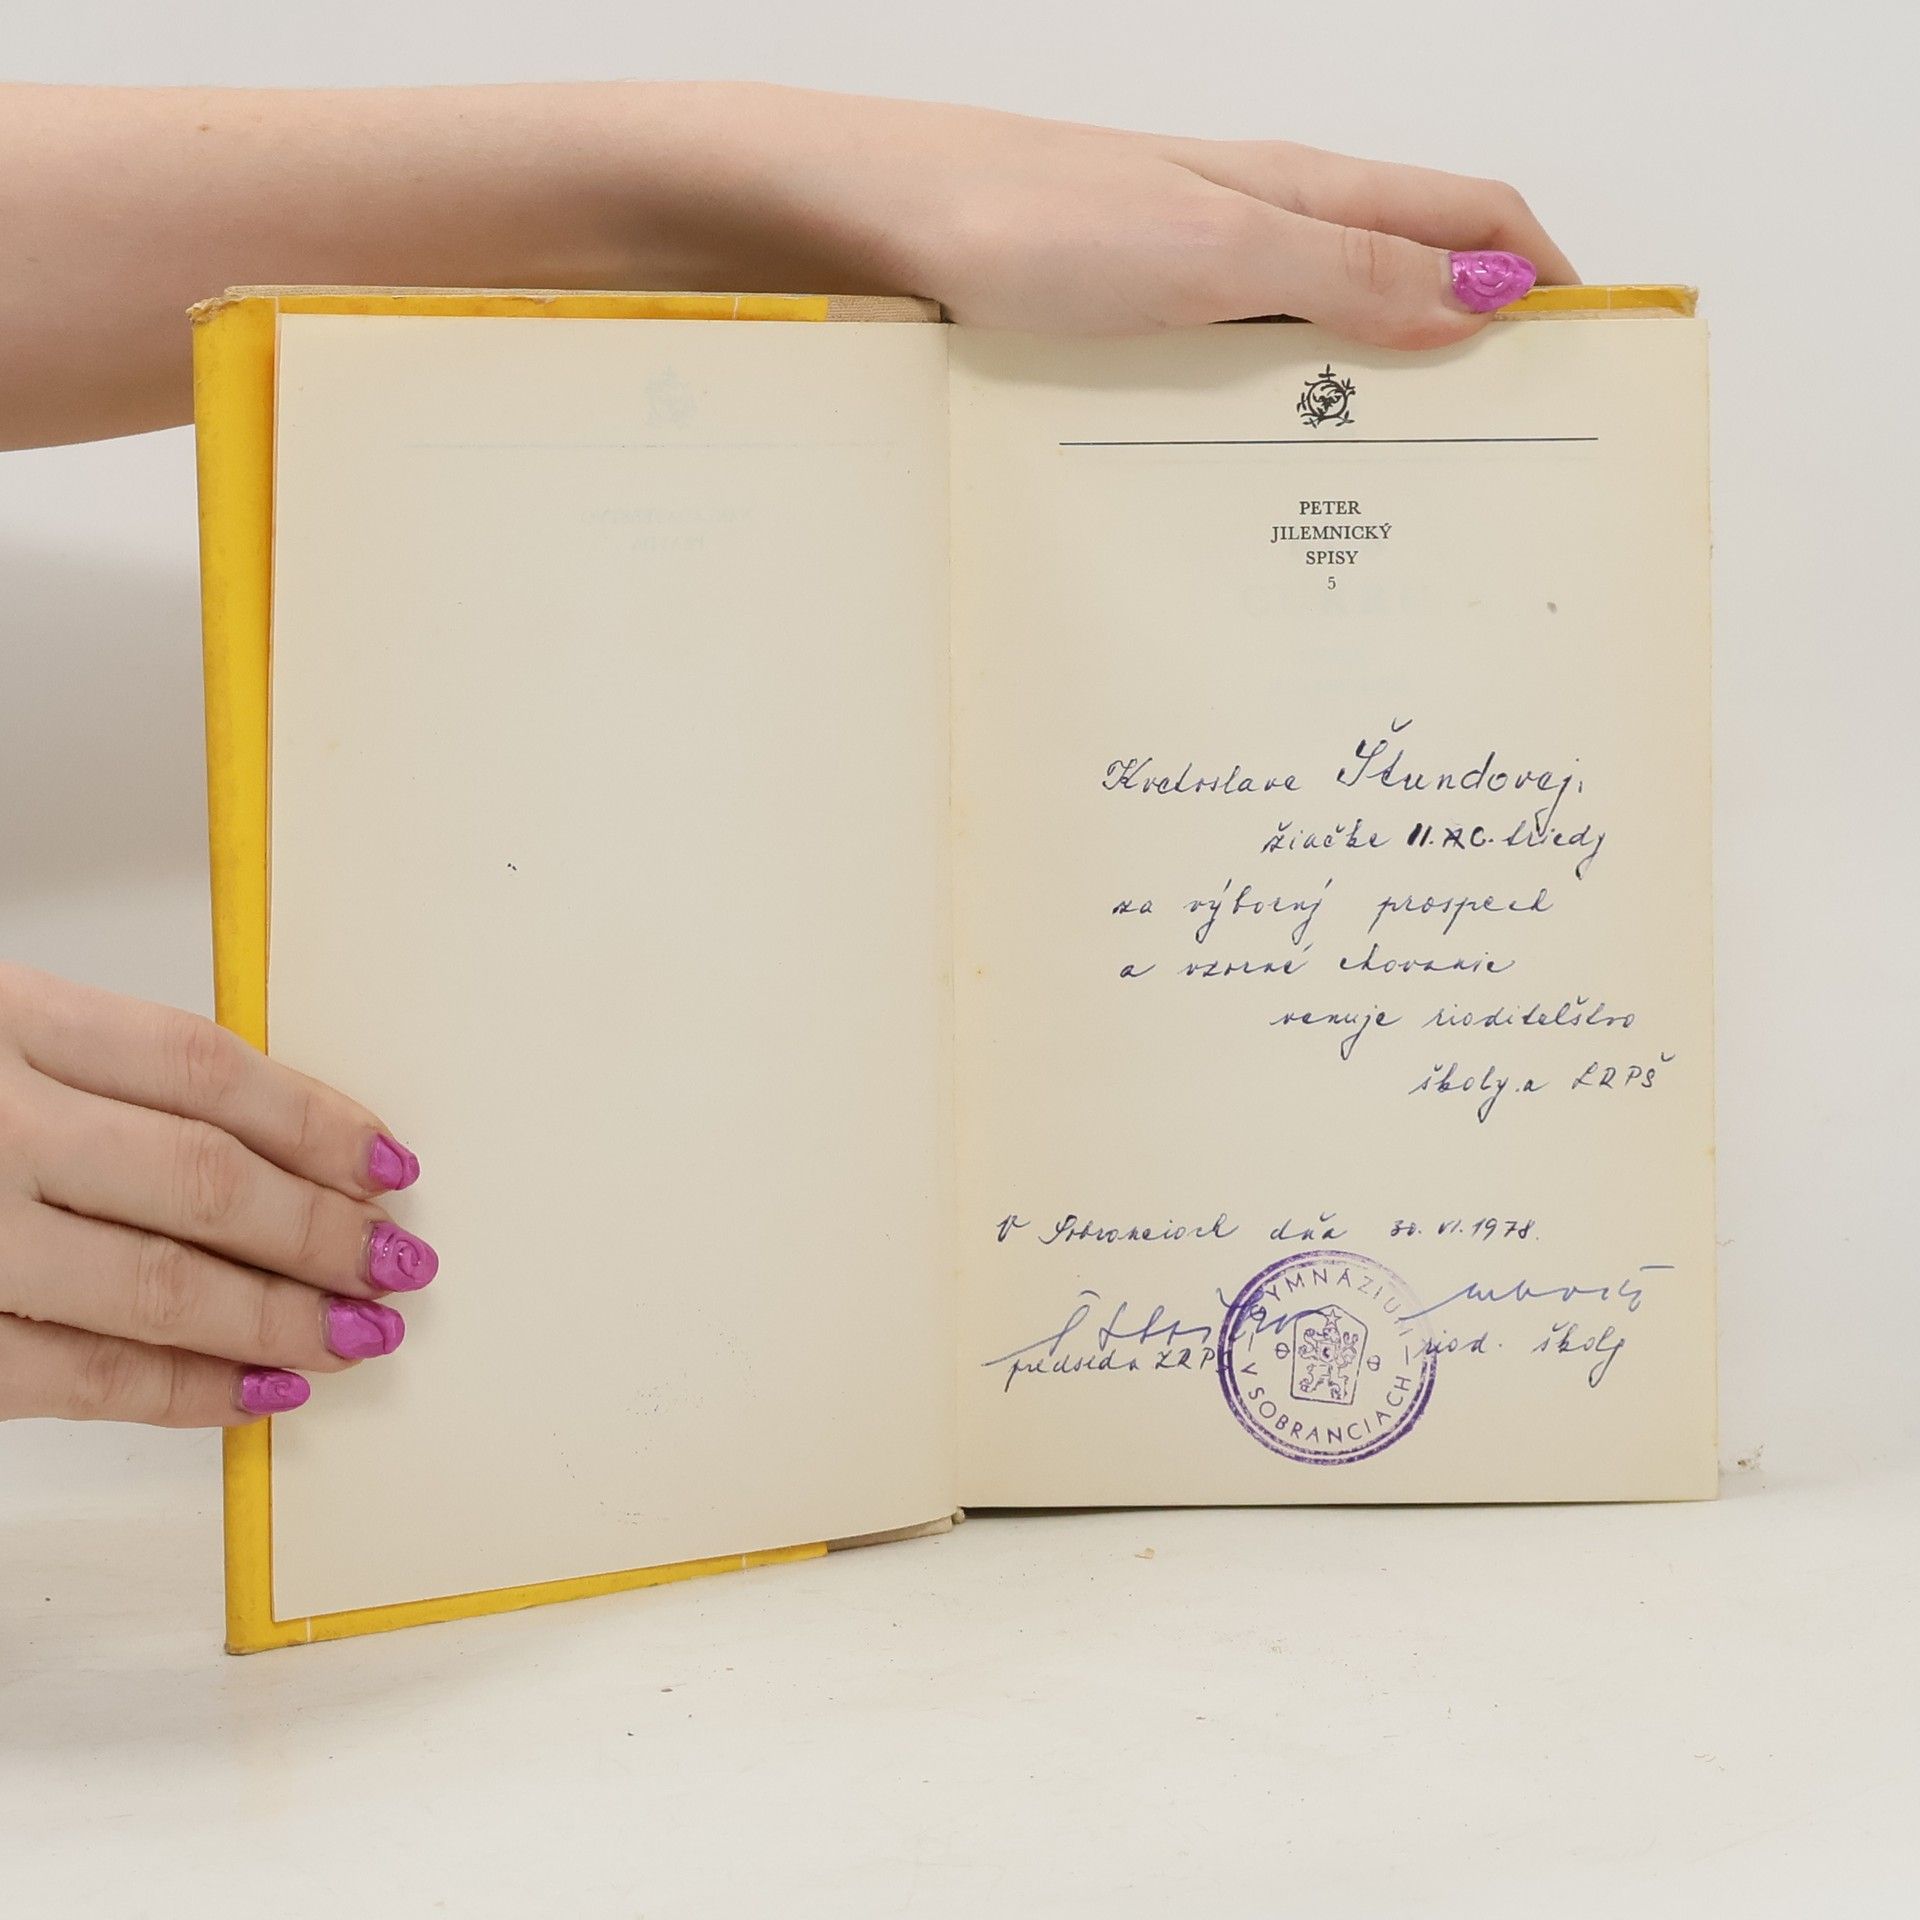 PETER
JILEMNICKÝ
SPISY
5
Kvetoslave Štundovej,
žiačke II. C. triedy
za výborný prospech
a vzorné chovanie
venuje riaditeľstvo
školy a ZRPŠ
V Sobranciach dňa 30. VI. 1978.
predseda ZRPŠ
riad. školy
GYMNÁZIUM
V SOBRANCIACH